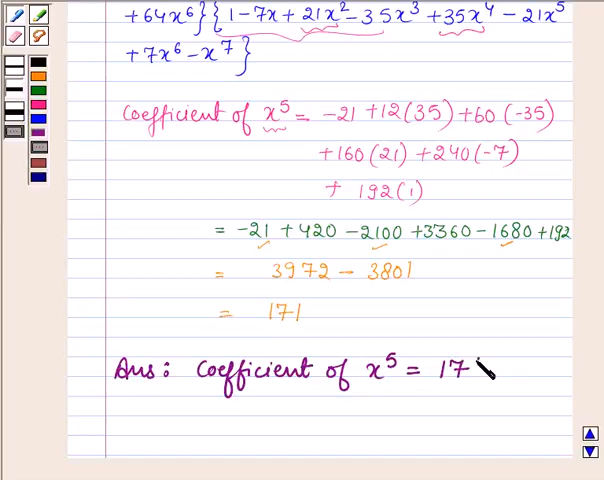 +64x⁶}{1-7x+21x²-35x³+35x⁴-21x⁵
+7x⁶-x⁷}
Coefficient of x⁵ = -21 +12(35)+60(-35)
+160(21)+240(-7)
+ 192(1)
= -21 +420 -2100 +3360 -1680 +192
= 3972 - 3801
= 171
Ans: Coefficient of x⁵ = 17